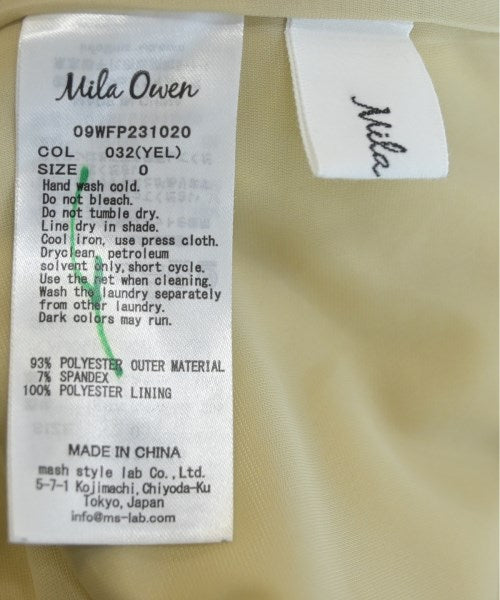 Mila Owen
09WFP231020
COL 032(YEL)
SIZE 0
Hand wash cold.
Do not bleach.
Do not tumble dry.
Line dry in shade.
Cool iron, use press cloth.
Dryclean, petroleum
solvent only, short cycle.
Use the net when cleaning.
Wash the laundry separately
from other laundry.
Dark colors may run.
93% POLYESTER OUTER MATERIAL
7% SPANDEX
100% POLYESTER LINING
MADE IN CHINA
mash style lab Co., Ltd.
5-7-1 Kojimachi, Chiyoda-Ku
Tokyo, Japan
info@ms-lab.com
Mila